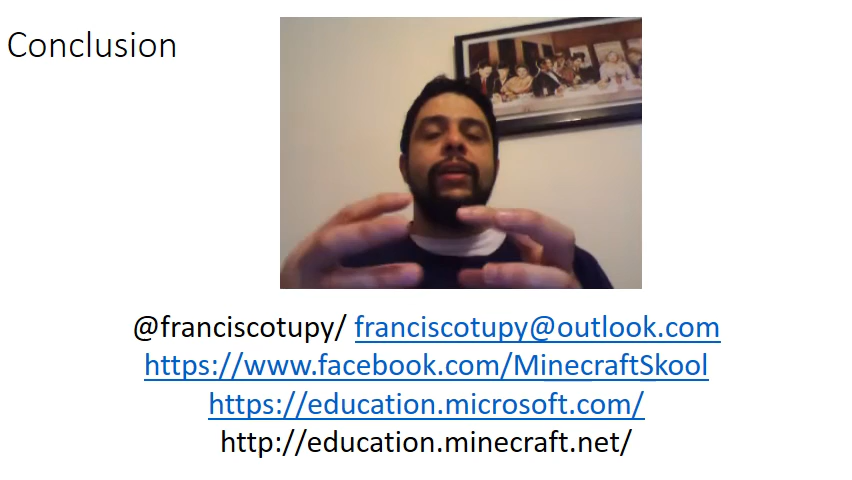 Conclusion
@franciscotupy/ franciscotupy@outlook.com
https://www.facebook.com/MinecraftSkool
https://education.microsoft.com/
http://education.minecraft.net/